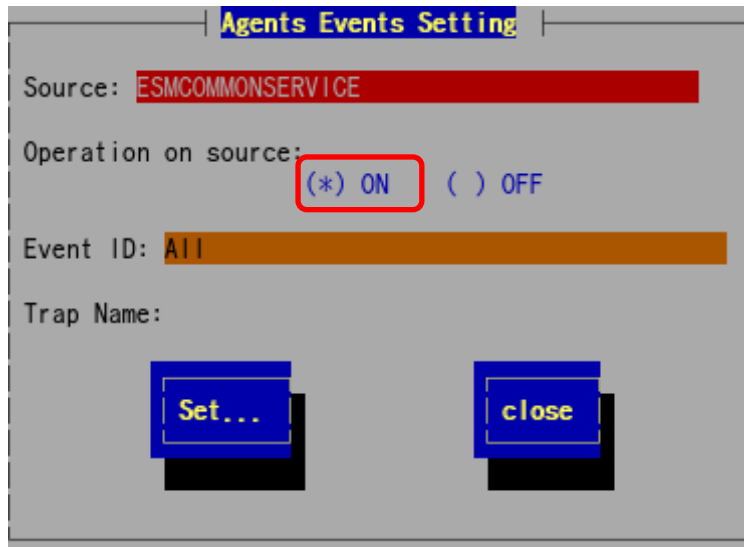 Agents Events Setting
Source: ESMCOMMONSERVICE
Operation on source:
(*) ON ( ) OFF
Event ID: All
Trap Name:
Set... close